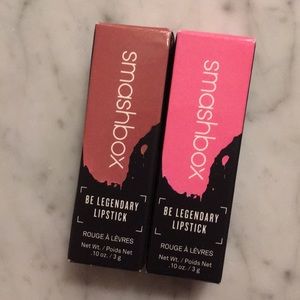 smashbox
BE LEGENDARY
LIPSTICK
ROUGE À LÈVRES
Net Wt. / Poids Net
.10 oz. / 3 g
smashbox
BE LEGENDARY
LIPSTICK
ROUGE À LÈVRES
Net Wt. / Poids Net
.10 oz. / 3 g